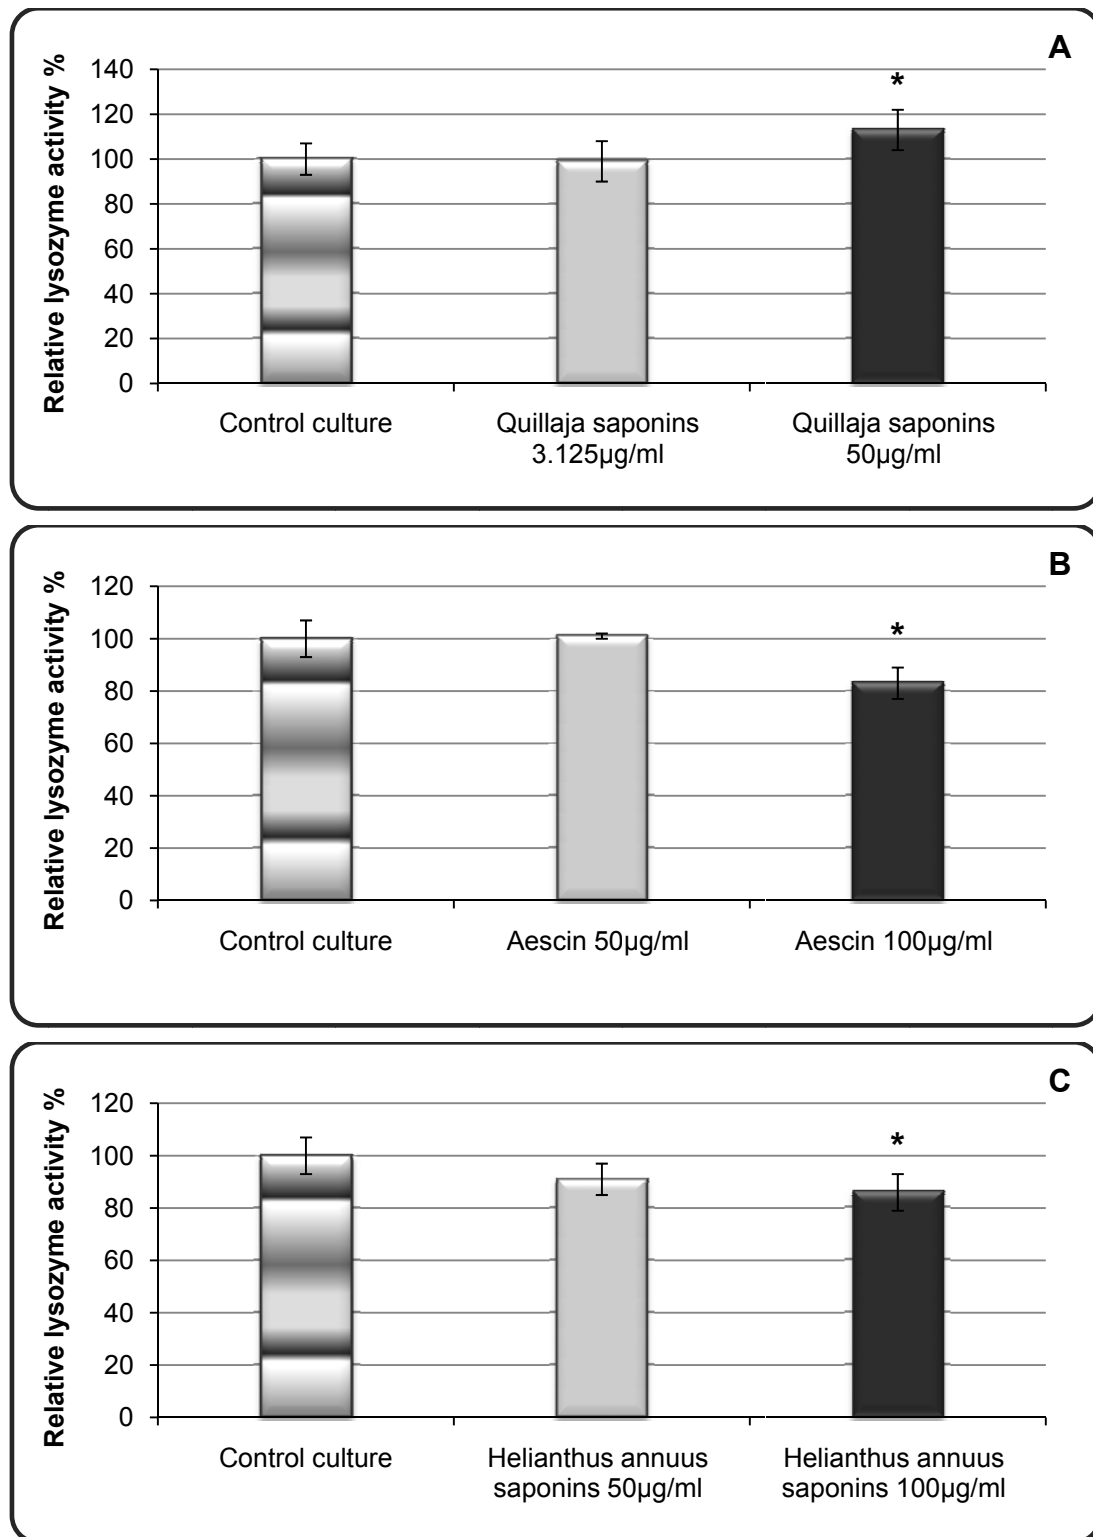 A
Relative lysozyme activity %
140
120
100
80
60
40
20
0
*
Control culture
Quillaja saponins
3.125µg/ml
Quillaja saponins
50µg/ml
B
Relative lysozyme activity %
120
100
80
60
40
20
0
*
Control culture
Aescin 50µg/ml
Aescin 100µg/ml
C
Relative lysozyme activity %
120
100
80
60
40
20
0
*
Control culture
Helianthus annuus
saponins 50µg/ml
Helianthus annuus
saponins 100µg/ml